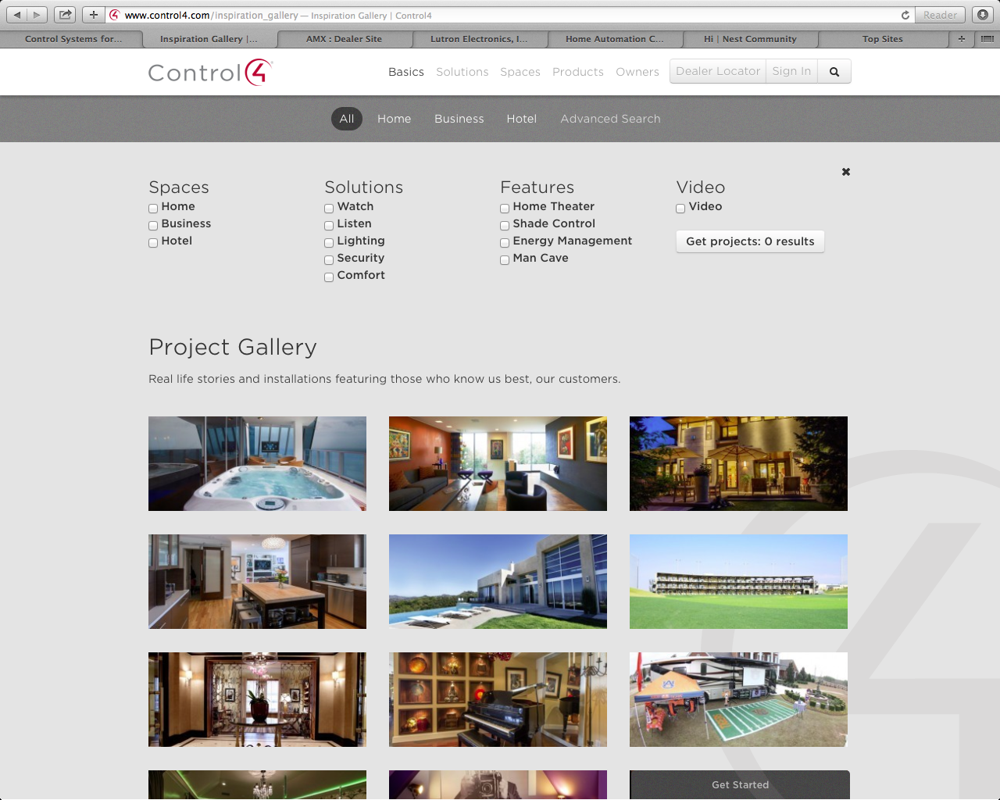 www.control4.com/inspiration_gallery — Inspiration Gallery | Control4
Reader
Control Systems for...
Inspiration Gallery |...
AMX : Dealer Site
Lutron Electronics, I...
Home Automation C...
Hi | Nest Community
Top Sites
Control4
Basics
Solutions
Spaces
Products
Owners
Dealer Locator
Sign In
All
Home
Business
Hotel
Advanced Search
Spaces
Home
Business
Hotel
Solutions
Watch
Listen
Lighting
Security
Comfort
Features
Home Theater
Shade Control
Energy Management
Man Cave
Video
Video
Get projects: 0 results
Project Gallery
Real life stories and installations featuring those who know us best, our customers.
Get Started